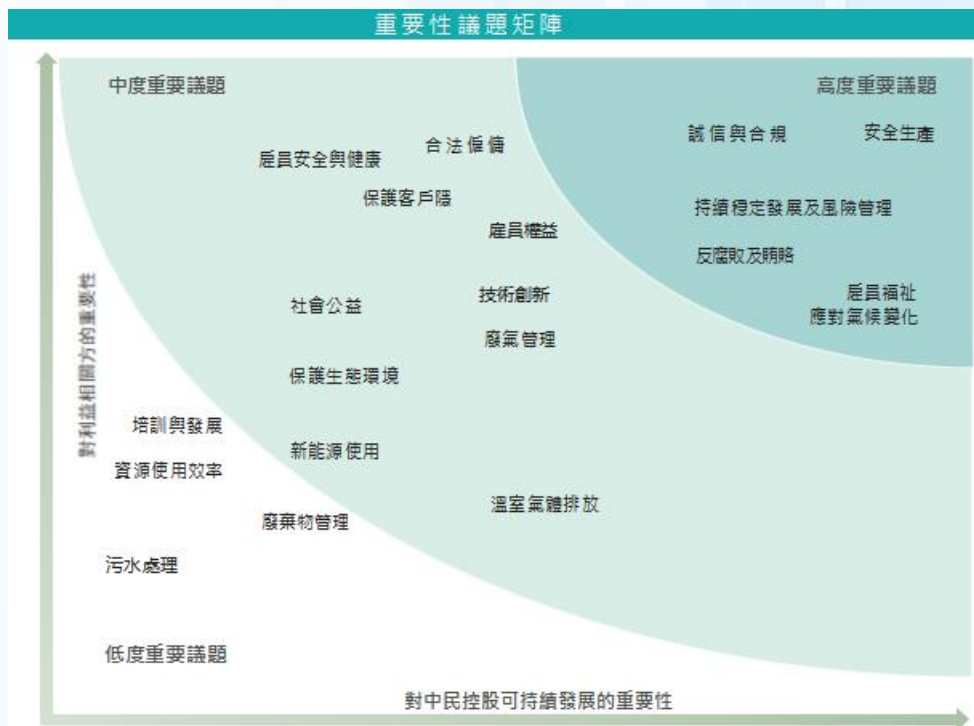 重要性議題矩陣
中度重要議題
高度重要議題
誠信與合規
安全生產
合法僱傭
雇員安全與健康
保護客戶隱
持續穩定發展及風險管理
雇員權益
反腐敗及賄賂
社會公益
技術創新
雇員福祉
應對氣候變化
廢氣管理
保護生態環境
對利益相關方的重要性
培訓與發展
新能源使用
資源使用效率
溫室氣體排放
廢棄物管理
污水處理
低度重要議題
對中民控股可持續發展的重要性